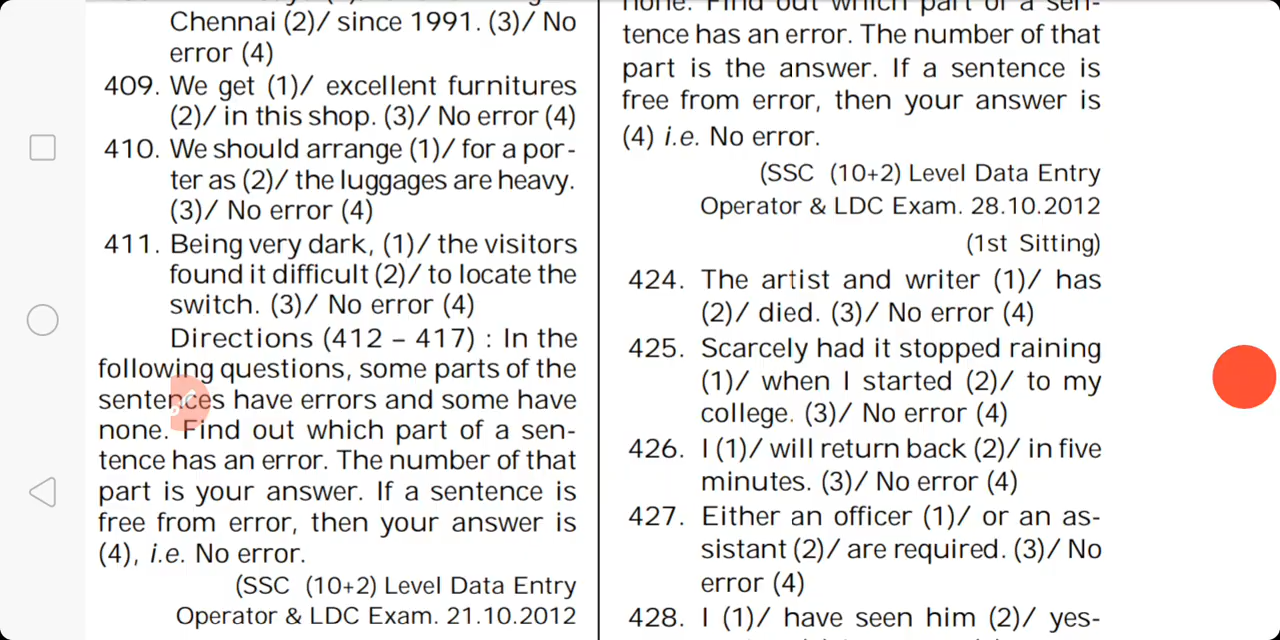 Chennai (2)/ since 1991. (3)/ No
error (4)
409. We get (1)/ excellent furnitures
(2)/ in this shop. (3)/ No error (4)
410. We should arrange (1)/ for a por-
ter as (2)/ the luggages are heavy.
(3)/ No error (4)
411. Being very dark, (1)/ the visitors
found it difficult (2)/ to locate the
switch. (3)/ No error (4)
Directions (412 – 417) : In the
following questions, some parts of the
sentences have errors and some have
none. Find out which part of a sen-
tence has an error. The number of that
part is your answer. If a sentence is
free from error, then your answer is
(4), i.e. No error.
(SSC (10+2) Level Data Entry
Operator & LDC Exam. 21.10.2012
none. Find out which part of a sen-
tence has an error. The number of that
part is the answer. If a sentence is
free from error, then your answer is
(4) i.e. No error.
(SSC (10+2) Level Data Entry
Operator & LDC Exam. 28.10.2012
(1st Sitting)
424. The artist and writer (1)/ has
(2)/ died. (3)/ No error (4)
425. Scarcely had it stopped raining
(1)/ when I started (2)/ to my
college. (3)/ No error (4)
426. I (1)/ will return back (2)/ in five
minutes. (3)/ No error (4)
427. Either an officer (1)/ or an as-
sistant (2)/ are required. (3)/ No
error (4)
428. I (1)/ have seen him (2)/ yes-